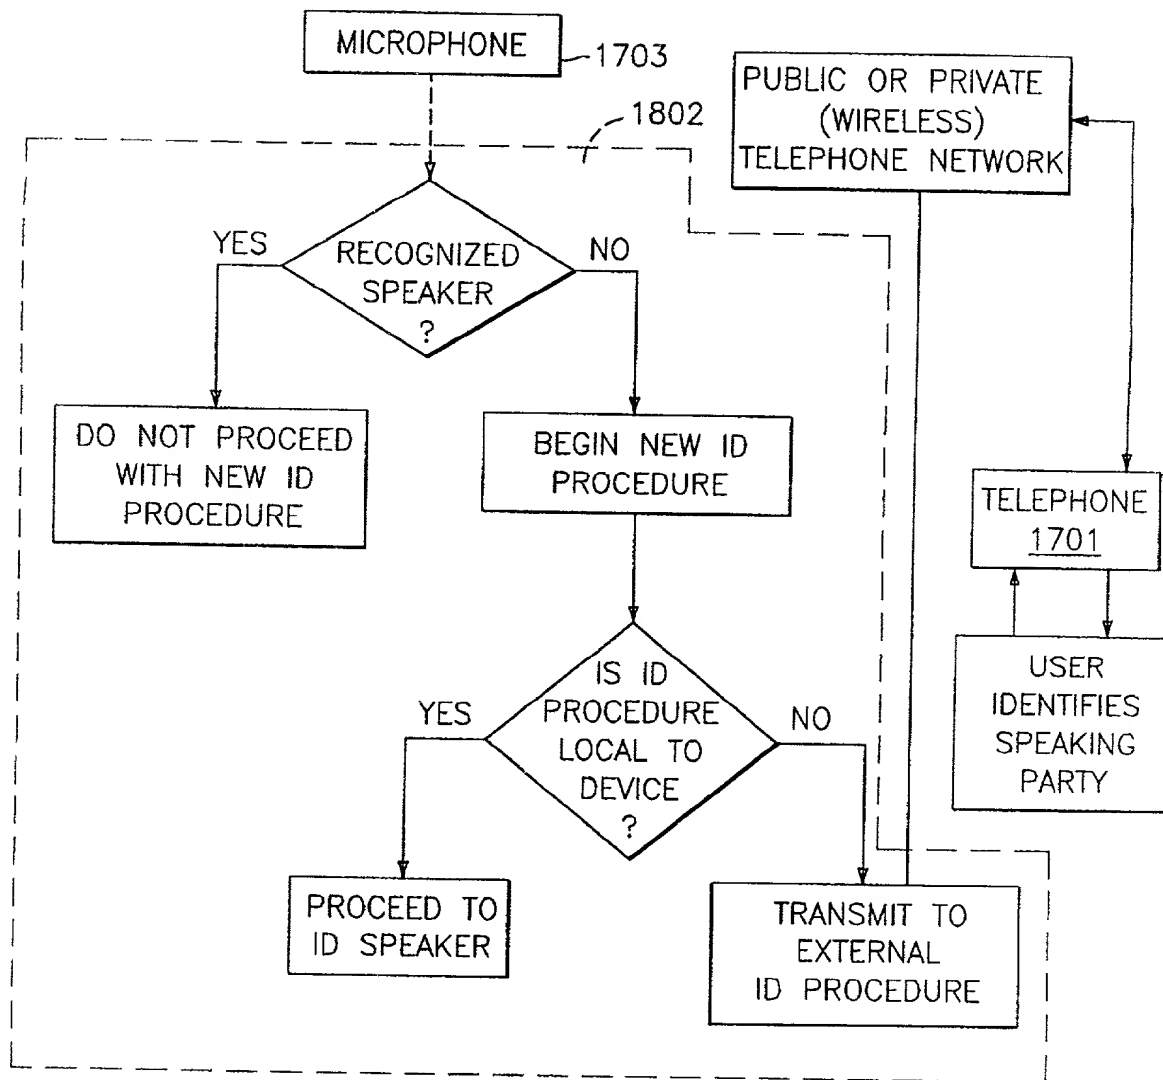 MICROPHONE
1703
1802
PUBLIC OR PRIVATE
(WIRELESS)
TELEPHONE NETWORK
YES
RECOGNIZED
SPEAKER
?
NO
DO NOT PROCEED
WITH NEW ID
PROCEDURE
BEGIN NEW ID
PROCEDURE
TELEPHONE
1701
USER
IDENTIFIES
SPEAKING
PARTY
YES
IS ID
PROCEDURE
LOCAL TO
DEVICE
?
NO
PROCEED TO
ID SPEAKER
TRANSMIT TO
EXTERNAL
ID PROCEDURE